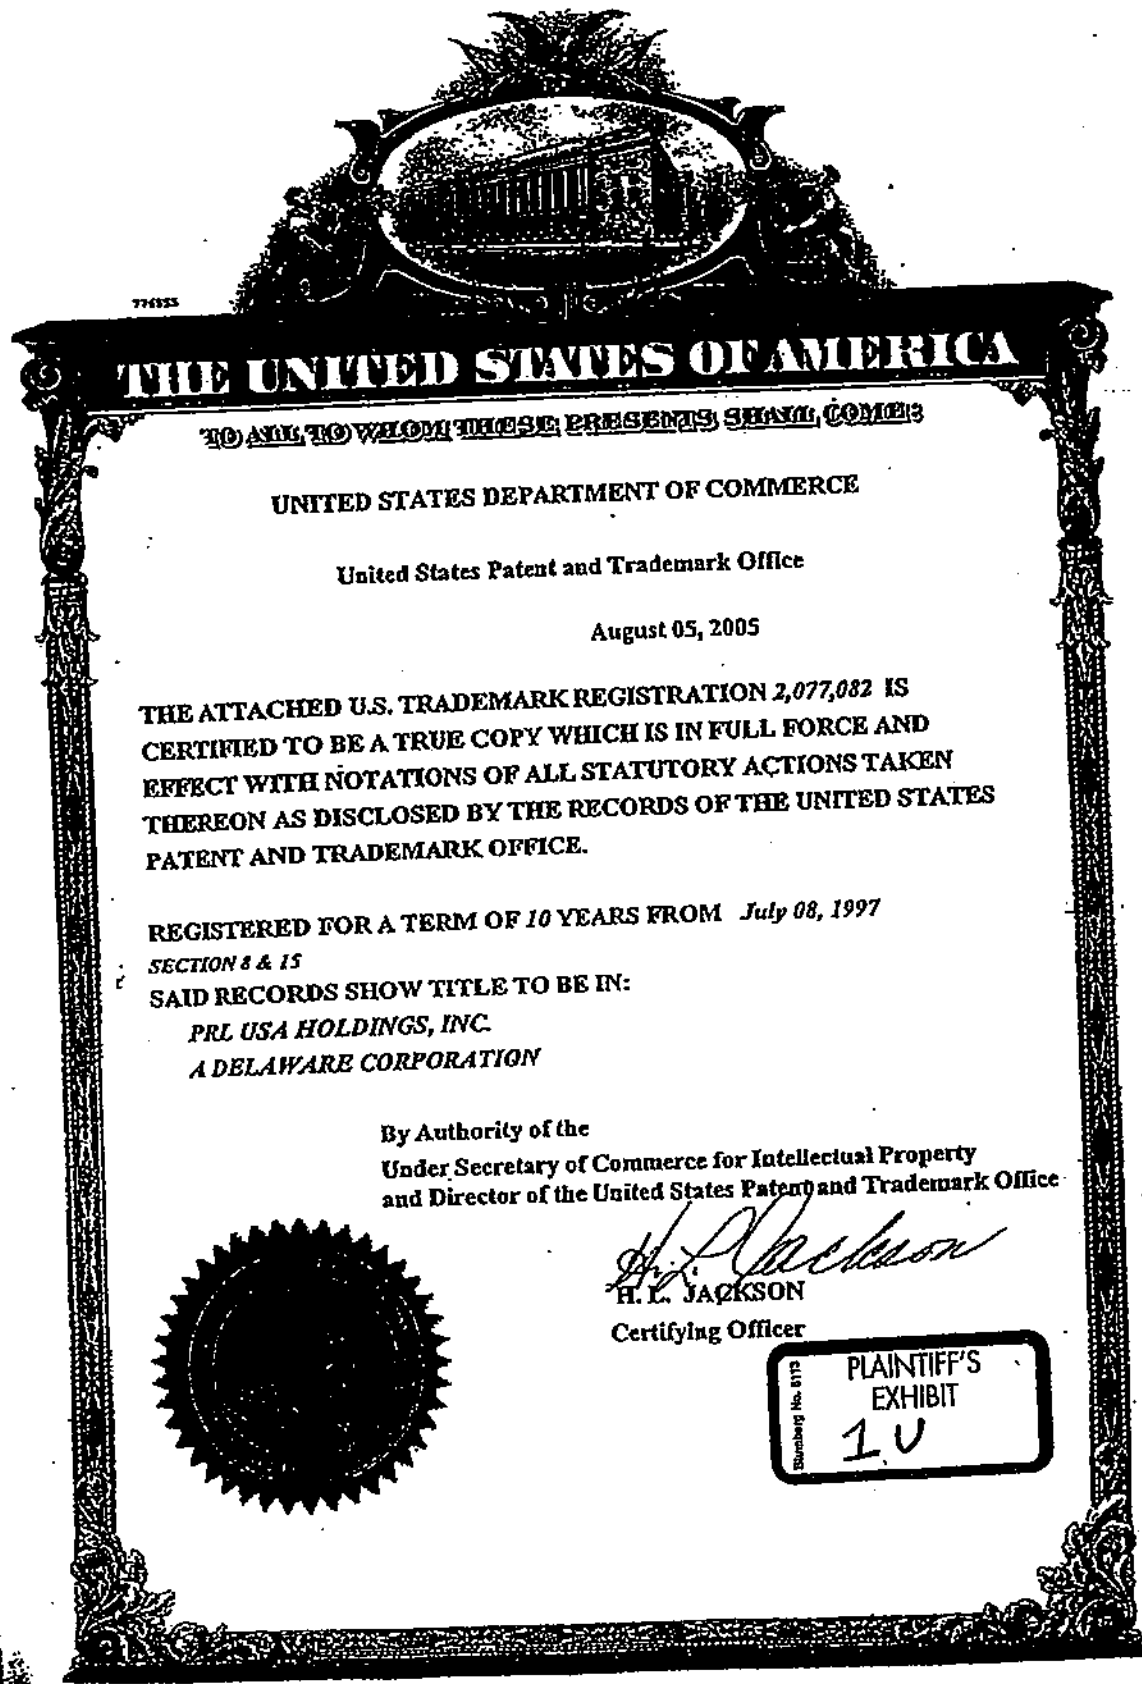 THE UNITED STATES OF AMERICA
TO ALL TO WHOM THESE PRESENTS SHALL COME:
UNITED STATES DEPARTMENT OF COMMERCE
United States Patent and Trademark Office
August 05, 2005
THE ATTACHED U.S. TRADEMARK REGISTRATION 2,077,082 IS
CERTIFIED TO BE A TRUE COPY WHICH IS IN FULL FORCE AND
EFFECT WITH NOTATIONS OF ALL STATUTORY ACTIONS TAKEN
THEREON AS DISCLOSED BY THE RECORDS OF THE UNITED STATES
PATENT AND TRADEMARK OFFICE.
REGISTERED FOR A TERM OF 10 YEARS FROM July 08, 1997
SECTION 8 & 15
SAID RECORDS SHOW TITLE TO BE IN:
PRL USA HOLDINGS, INC.
A DELAWARE CORPORATION
By Authority of the
Under Secretary of Commerce for Intellectual Property
and Director of the United States Patent and Trademark Office
H. L. Jackson
H. L. JACKSON
Certifying Officer
PLAINTIFF'S
EXHIBIT
1U
Blumberg No. 5113